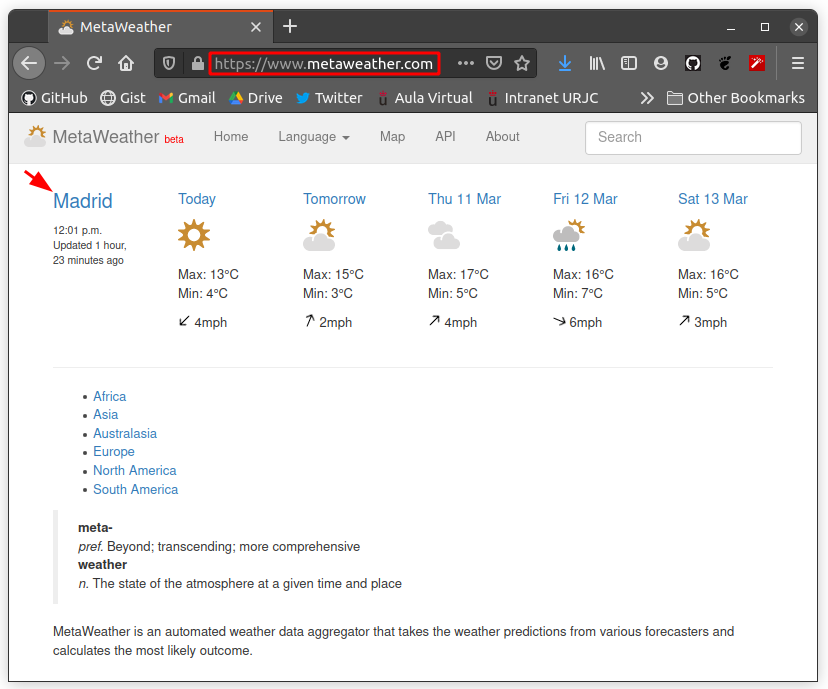 MetaWeather
https://www.metaweather.com
GitHub Gist Gmail Drive Twitter Aula Virtual Intranet URJC Other Bookmarks
MetaWeather beta Home Language Map API About Search
Madrid Today Tomorrow Thu 11 Mar Fri 12 Mar Sat 13 Mar
12:01 p.m.
Updated 1 hour,
23 minutes ago
Max: 13°C Max: 15°C Max: 17°C Max: 16°C Max: 16°C
Min: 4°C Min: 3°C Min: 5°C Min: 7°C Min: 5°C
4mph 2mph 4mph 6mph 3mph
Africa
Asia
Australasia
Europe
North America
South America
meta-
pref. Beyond; transcending; more comprehensive
weather
n. The state of the atmosphere at a given time and place
MetaWeather is an automated weather data aggregator that takes the weather predictions from various forecasters and
calculates the most likely outcome.